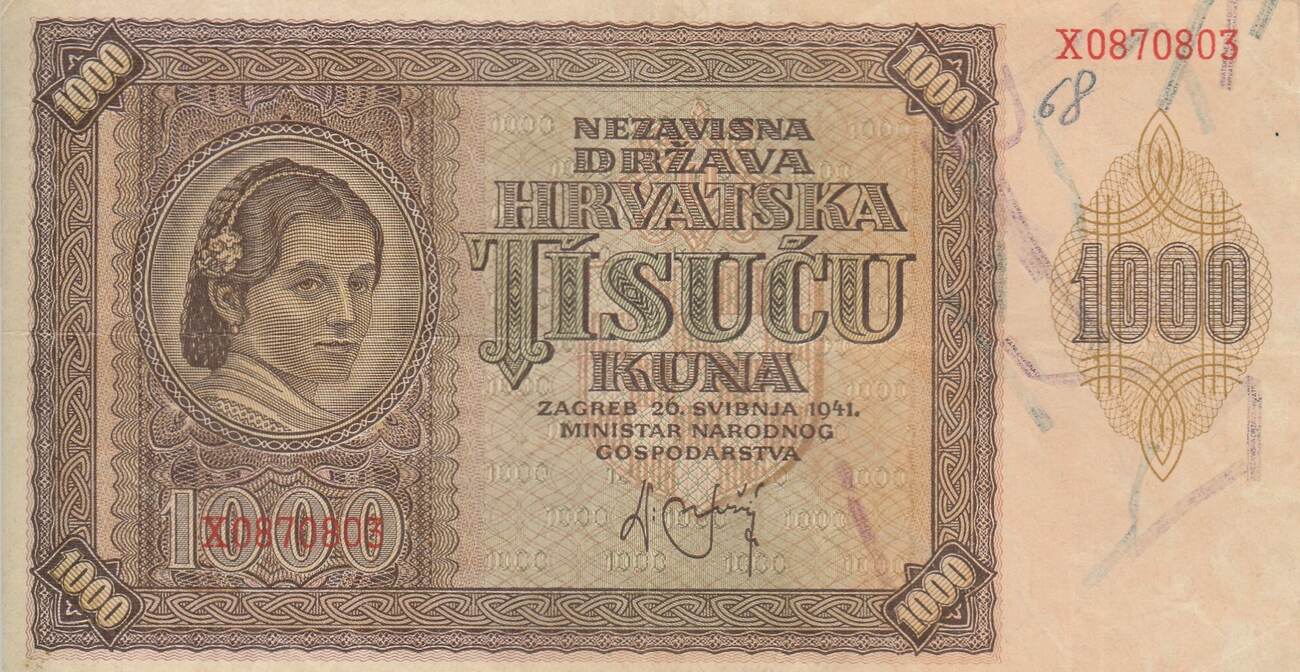 1000
1000
X0870803
68
NEZAVISNA
DRŽAVA
HRVATSKA
TÍSUĆU
KUNA
1000
ZAGREB 26. SVIBNJA 1941.
MINISTAR NARODNOG
GOSPODARSTVA
1000
X0870803
1000
1000